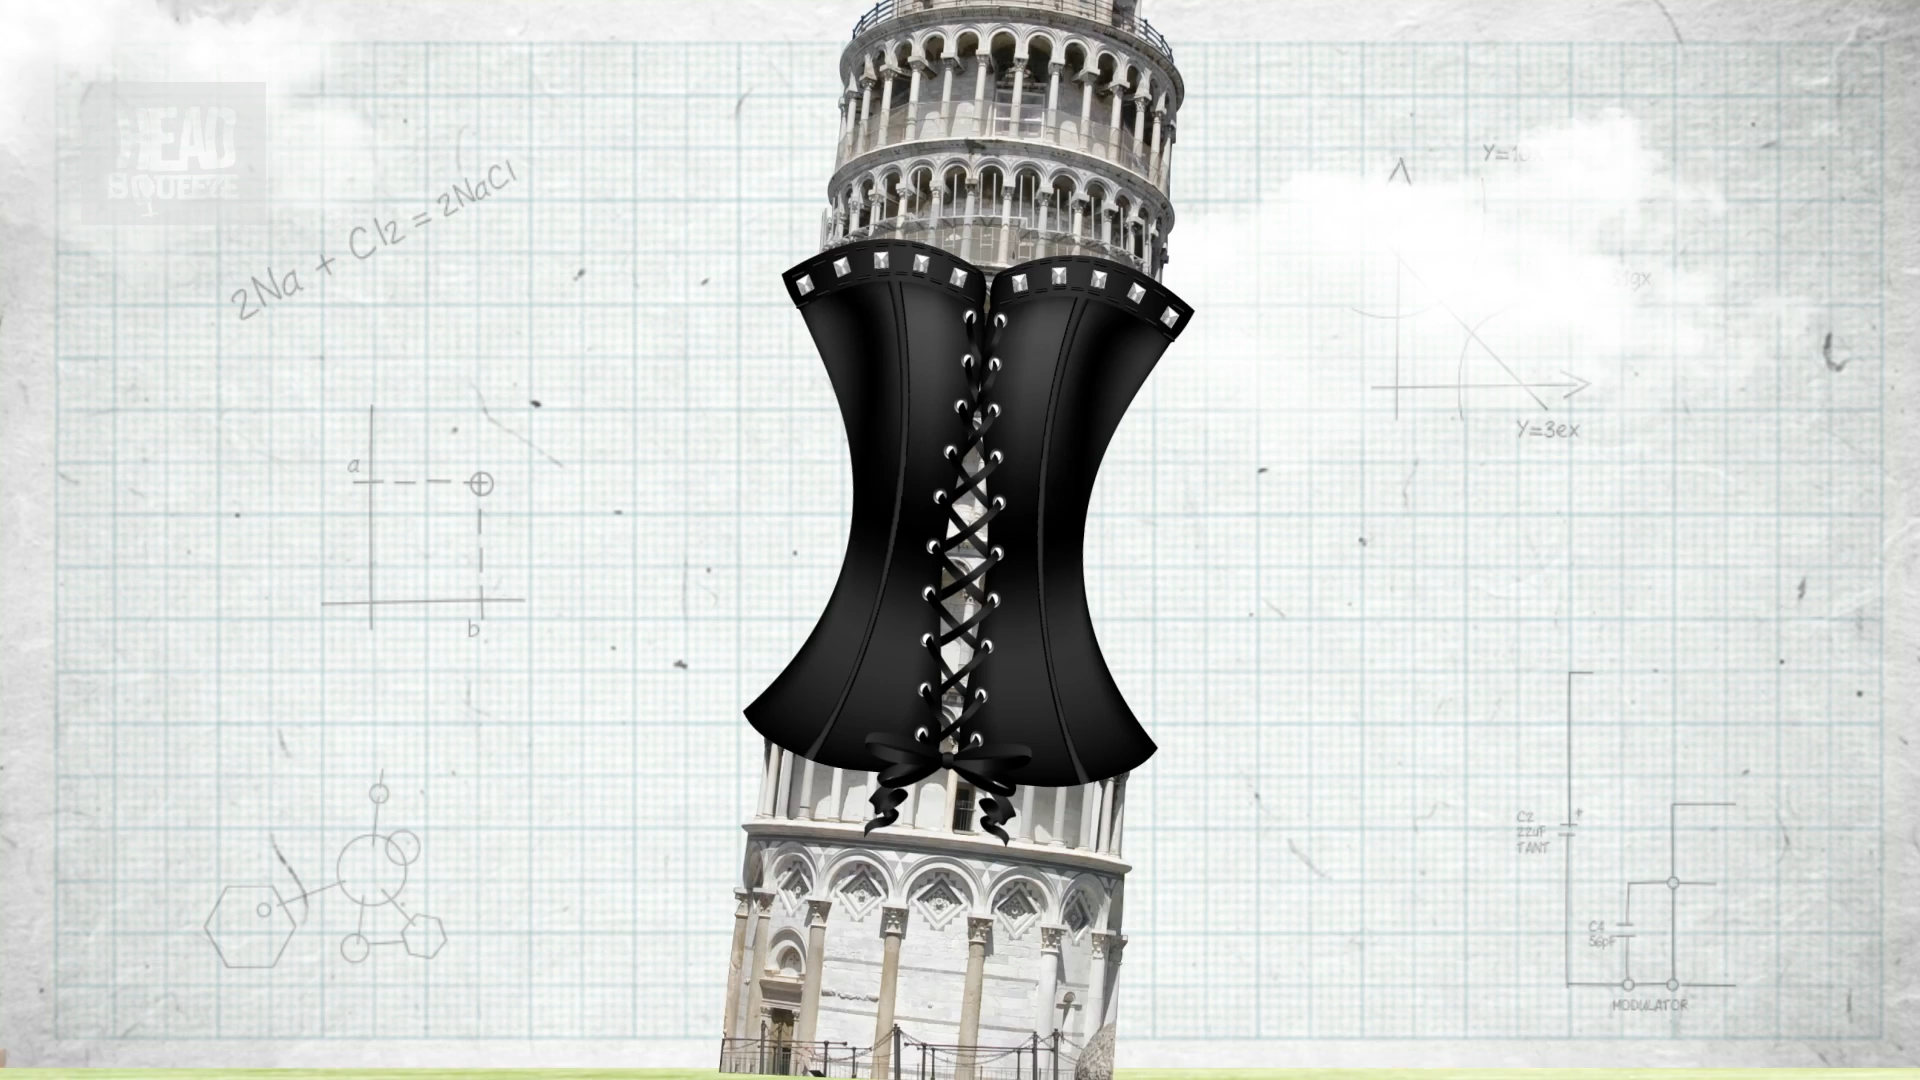 HEAD
SQUEEZE
2Na + Cl2 = 2NaCl
Y=3ex
a
b
C2
22uF
TANT
C4
56pF
MODULATOR